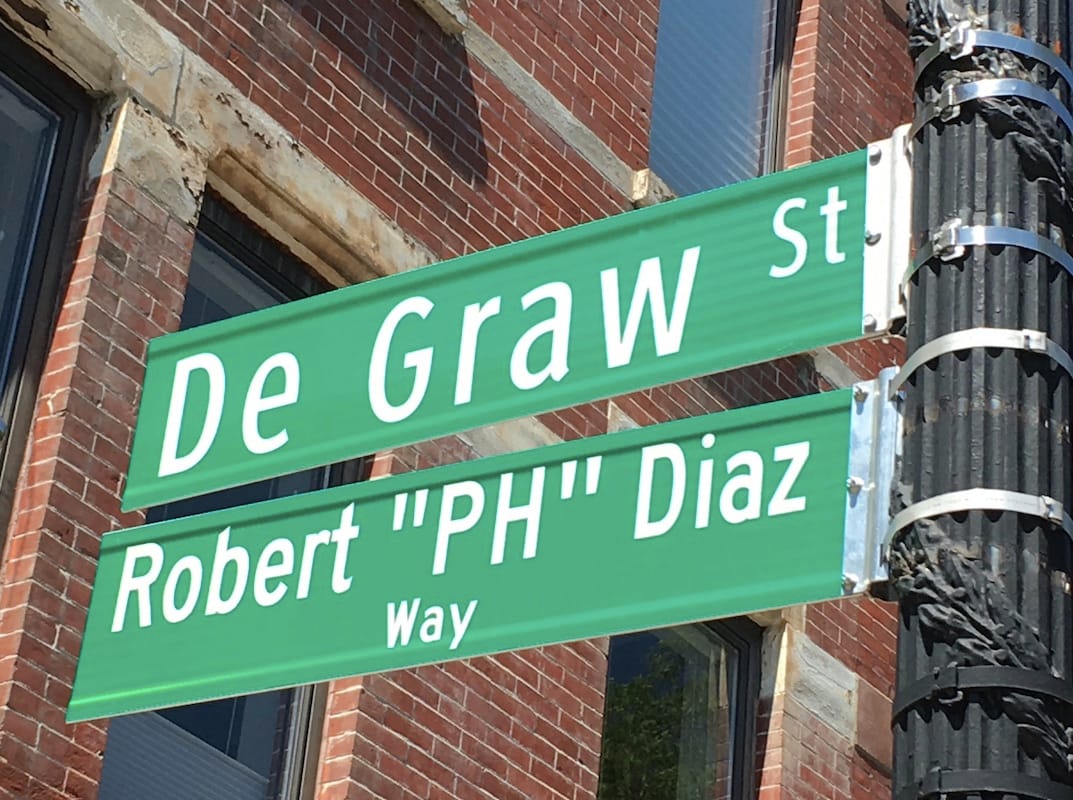 De Graw St
Robert "PH" Diaz
Way